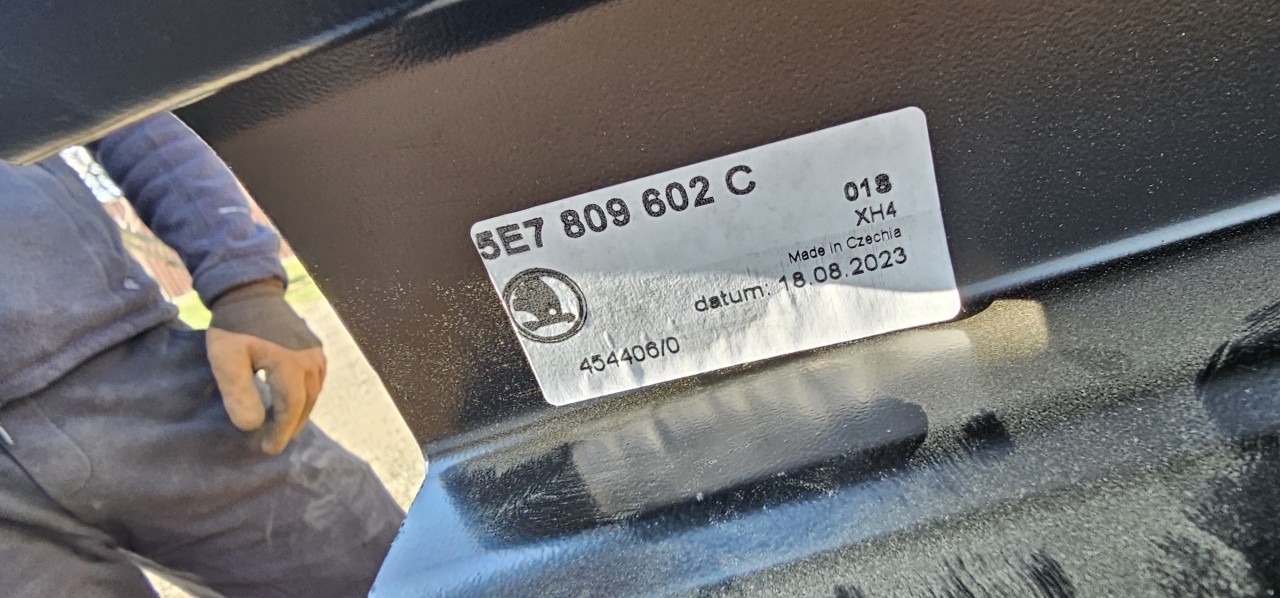 5E7 809 602 C
018
XH4
Made in Czechia
datum: 18.08.2023
454406/0